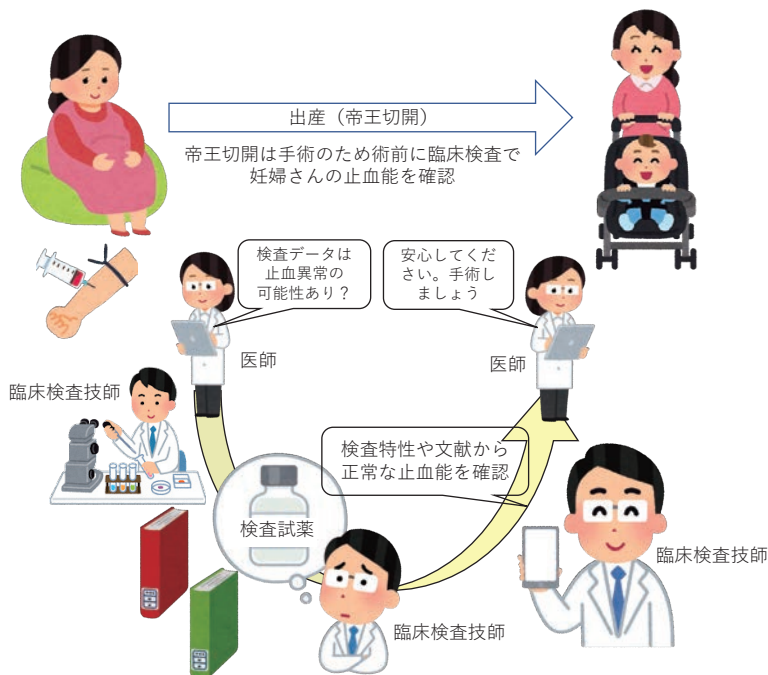 出産（帝王切開）
帝王切開は手術のため術前に臨床検査で
妊婦さんの止血能を確認
検査データは
止血異常の
可能性あり？
安心してくだ
さい。手術し
ましょう
医師
医師
臨床検査技師
検査特性や文献から
正常な止血能を確認
検査試薬
臨床検査技師
臨床検査技師